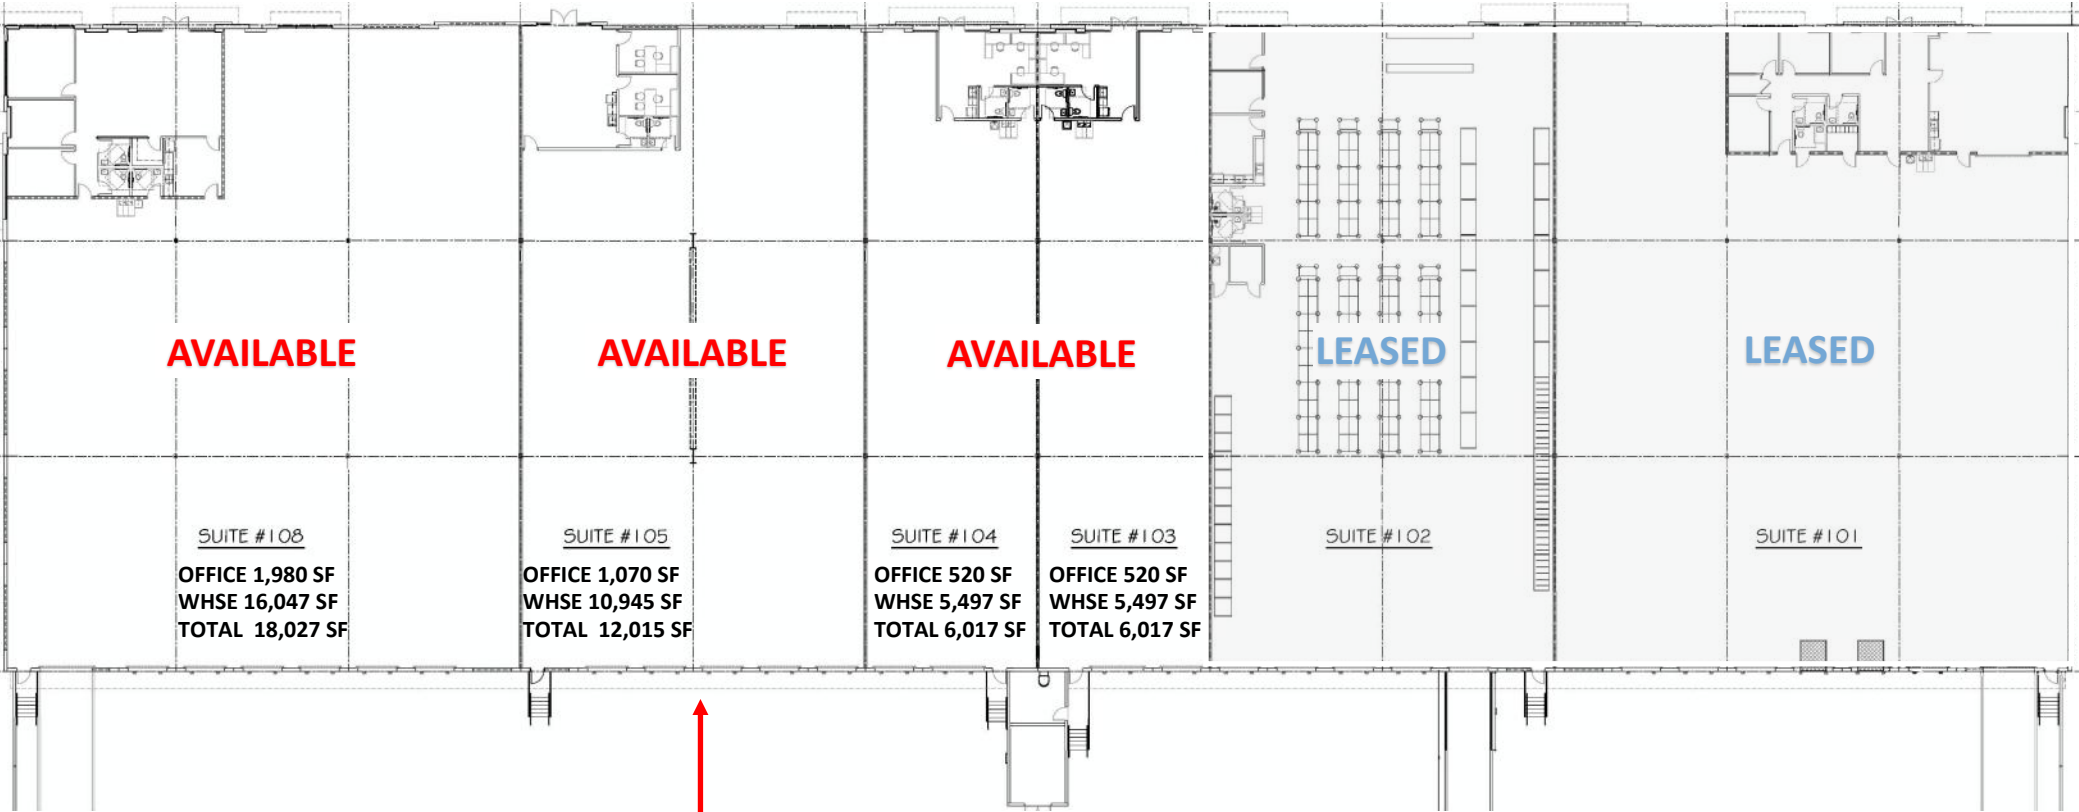 AVAILABLE
AVAILABLE
AVAILABLE
LEASED
LEASED
SUITE #108
OFFICE 1,980 SF
WHSE 16,047 SF
TOTAL 18,027 SF
SUITE #105
OFFICE 1,070 SF
WHSE 10,945 SF
TOTAL 12,015 SF
SUITE #104
OFFICE 520 SF
WHSE 5,497 SF
TOTAL 6,017 SF
SUITE #103
OFFICE 520 SF
WHSE 5,497 SF
TOTAL 6,017 SF
SUITE #102
SUITE #101